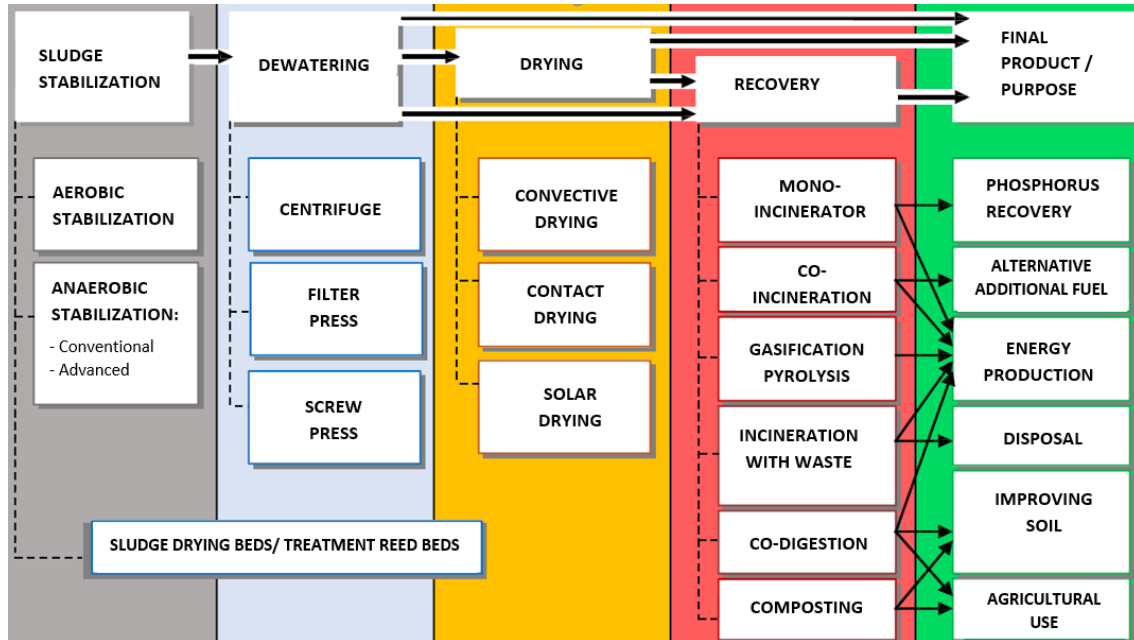 SLUDGE
STABILIZATION
DEWATERING
DRYING
RECOVERY
FINAL
PRODUCT /
PURPOSE
AEROBIC
STABILIZATION
ANAEROBIC
STABILIZATION:
- Conventional
- Advanced
CENTRIFUGE
FILTER
PRESS
SCREW
PRESS
SLUDGE DRYING BEDS/ TREATMENT REED BEDS
CONVECTIVE
DRYING
CONTACT
DRYING
SOLAR
DRYING
MONO-
INCINERATOR
CO-
INCINERATION
GASIFICATION
PYROLYSIS
INCINERATION
WITH WASTE
CO-DIGESTION
COMPOSTING
PHOSPHORUS
RECOVERY
ALTERNATIVE
ADDITIONAL FUEL
ENERGY
PRODUCTION
DISPOSAL
IMPROVING
SOIL
AGRICULTURAL
USE